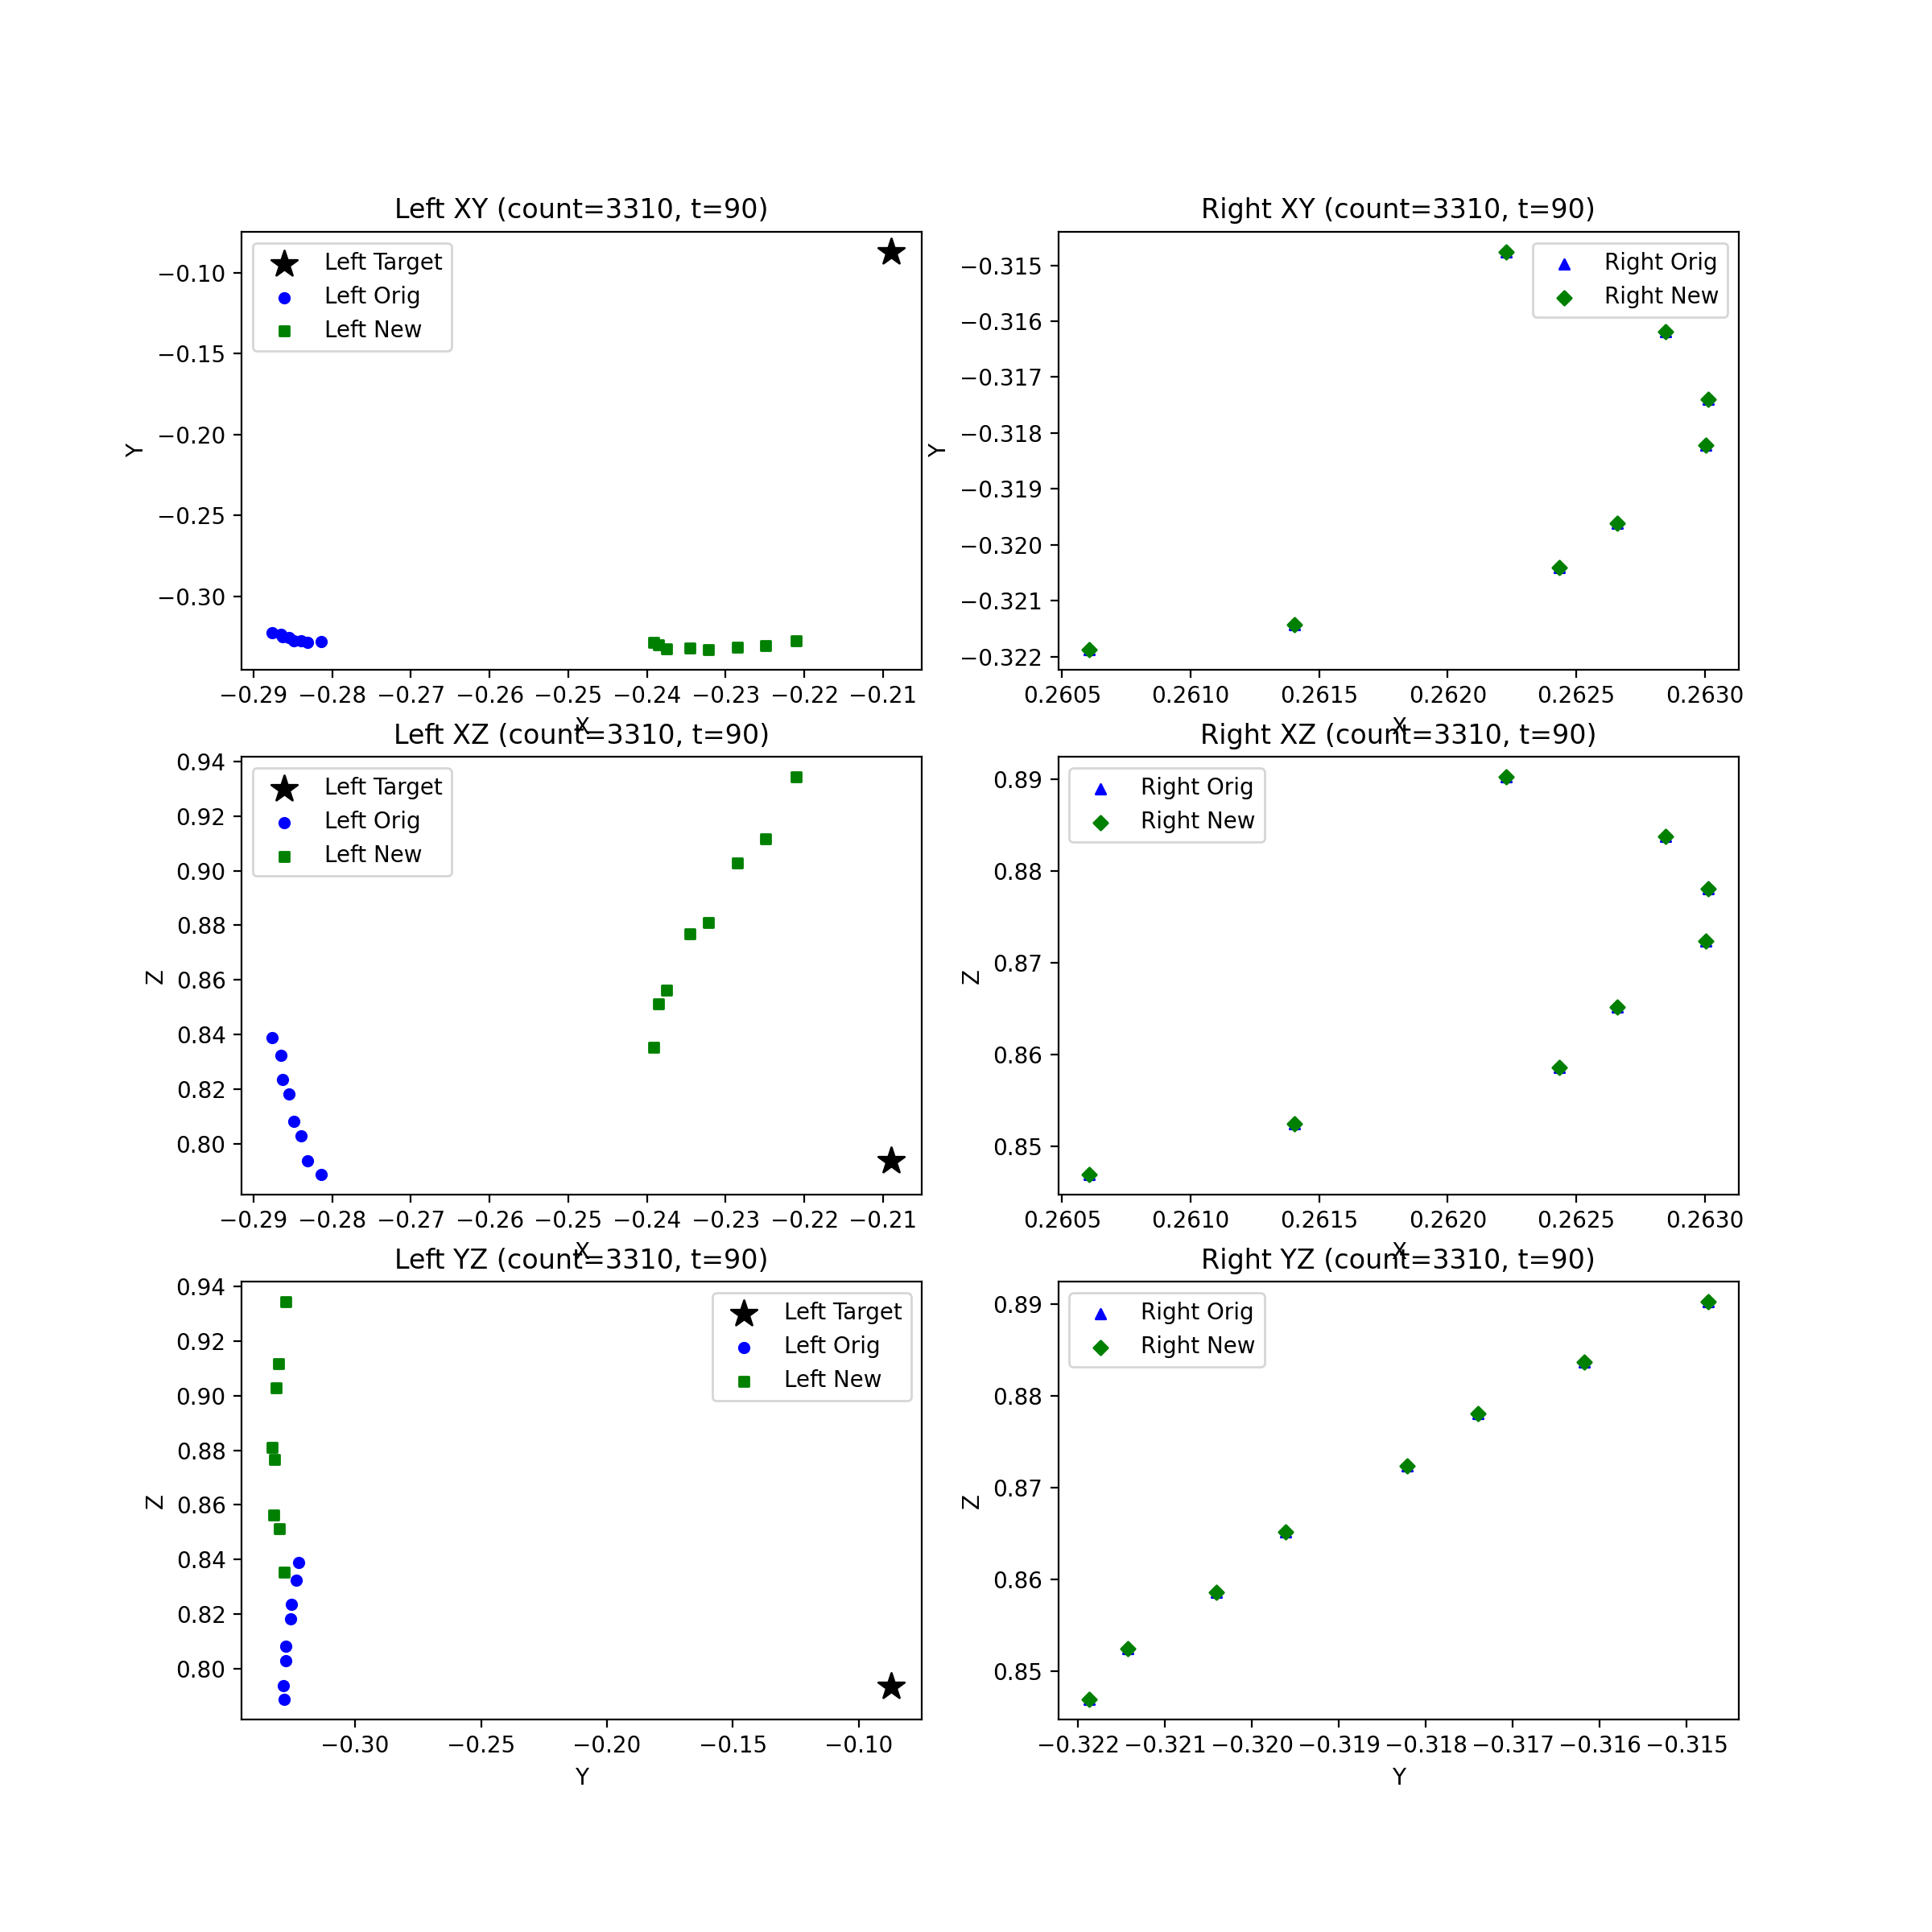 Left XY (count=3310, t=90)
Left Target
Left Orig
Left New
−0.10
−0.15
−0.20
−0.25
−0.30
Y
−0.29 −0.28 −0.27 −0.26 −0.25 −0.24 −0.23 −0.22 −0.21
X
Right XY (count=3310, t=90)
Right Orig
Right New
−0.315
−0.316
−0.317
−0.318
−0.319
−0.320
−0.321
−0.322
Y
0.2605 0.2610 0.2615 0.2620 0.2625 0.2630
X
Left XZ (count=3310, t=90)
Left Target
Left Orig
Left New
0.94
0.92
0.90
0.88
0.86
0.84
0.82
0.80
Z
−0.29 −0.28 −0.27 −0.26 −0.25 −0.24 −0.23 −0.22 −0.21
X
Right XZ (count=3310, t=90)
Right Orig
Right New
0.89
0.88
0.87
0.86
0.85
Z
0.2605 0.2610 0.2615 0.2620 0.2625 0.2630
X
Left YZ (count=3310, t=90)
Left Target
Left Orig
Left New
0.94
0.92
0.90
0.88
0.86
0.84
0.82
0.80
Z
−0.30 −0.25 −0.20 −0.15 −0.10
Y
Right YZ (count=3310, t=90)
Right Orig
Right New
0.89
0.88
0.87
0.86
0.85
Z
−0.322 −0.321 −0.320 −0.319 −0.318 −0.317 −0.316 −0.315
Y